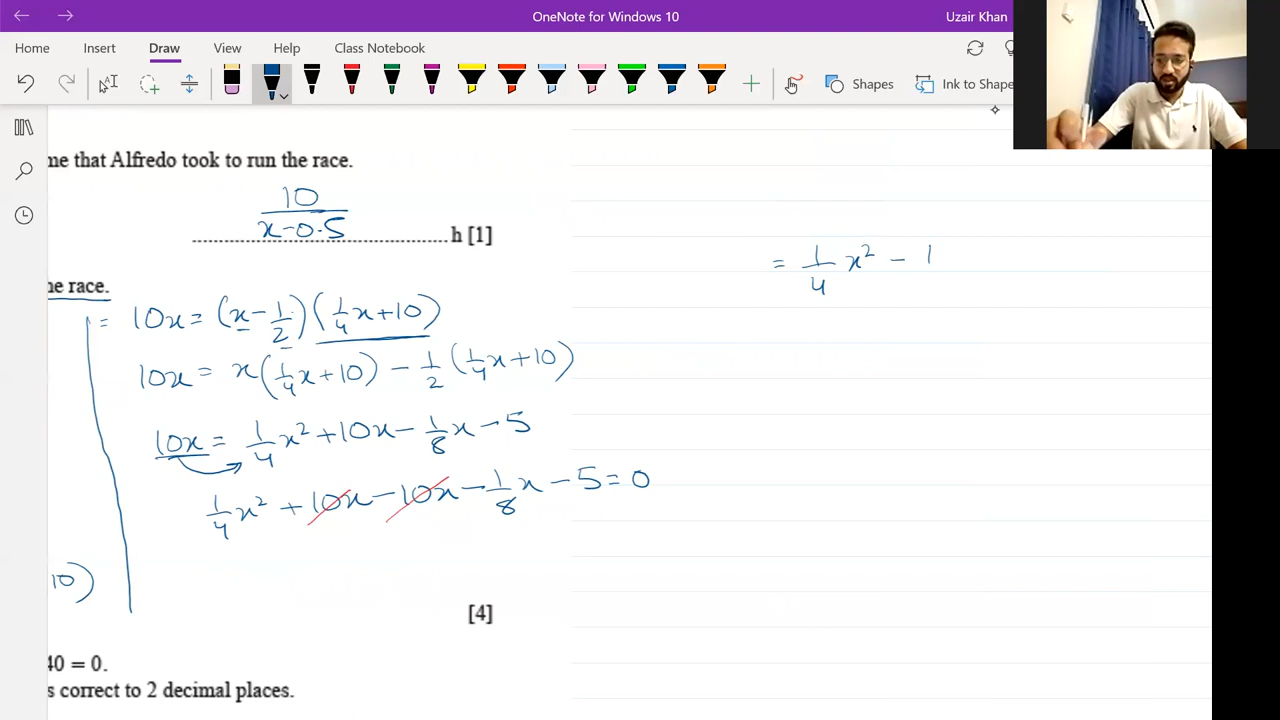 OneNote for Windows 10
Uzair Khan
Home Insert Draw View Help Class Notebook
Shapes Ink to Shape
me that Alfredo took to run the race.
10/(x-0.5)
h [1]
he race.
= 10x = (x - 1/2)(1/4x + 10)
10x = x(1/4x + 10) - 1/2(1/4x + 10)
10x = 1/4x² + 10x - 1/8x - 5
1/4x² + 10x - 10x - 1/8x - 5 = 0
10)
= 1/4 x² - 1
[4]
40 = 0.
s correct to 2 decimal places.